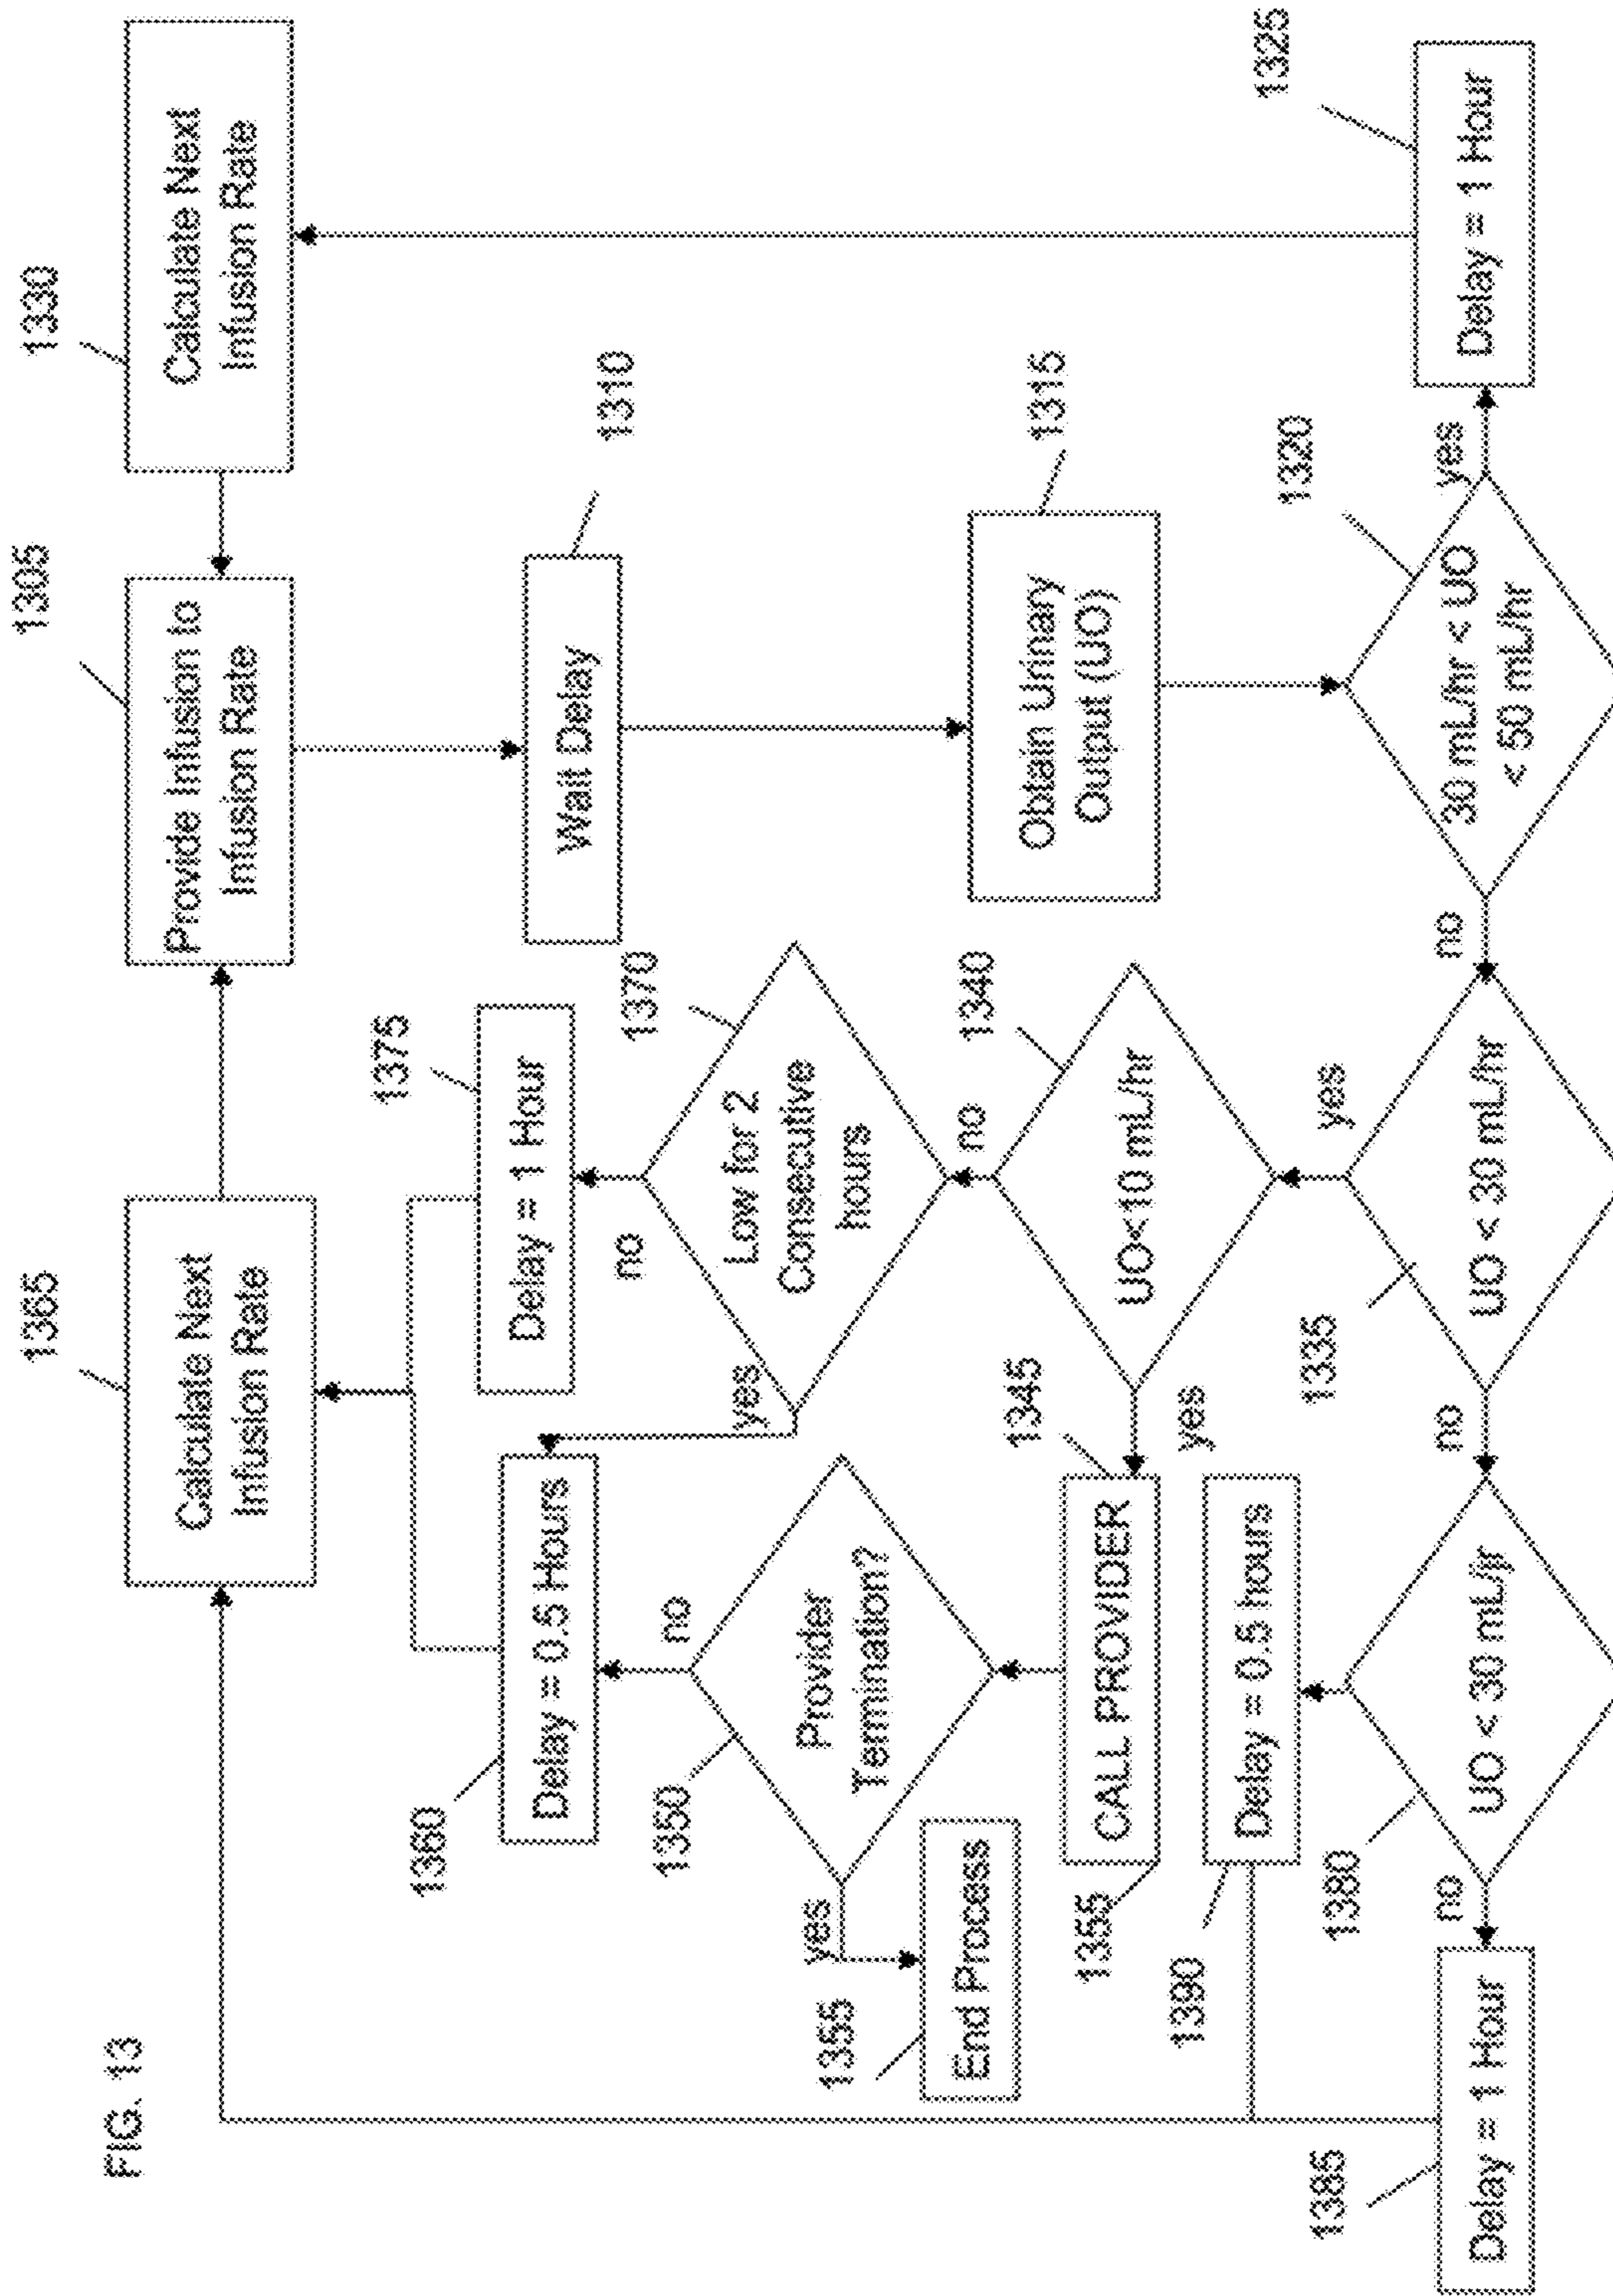 FIG. 13
1365
Calculate Next
Infusion Rate
1305
Provide Infusion to
Infusion Rate
1330
Calculate Next
Infusion Rate
1360
Delay = 0.5 Hours
1375
Delay = 1 Hour
Wait Delay
1310
yes
no
1350
Provider
Termination?
no
yes
Low for 2
Consecutive
hours
1370
1355
End Process
no
1345
CALL PROVIDER
1355
yes
UO<10 mL/hr
1340
Obtain Urinary
Output (UO)
1315
1390
Delay = 0.5 hours
yes
1385
Delay = 1 Hour
no
1380
UO < 30 mL/jr
no
1335
UO < 30 mL/hr
no
30 mL/hr < UO
< 50 mL/hr
1320
yes
Delay = 1 Hour
1325